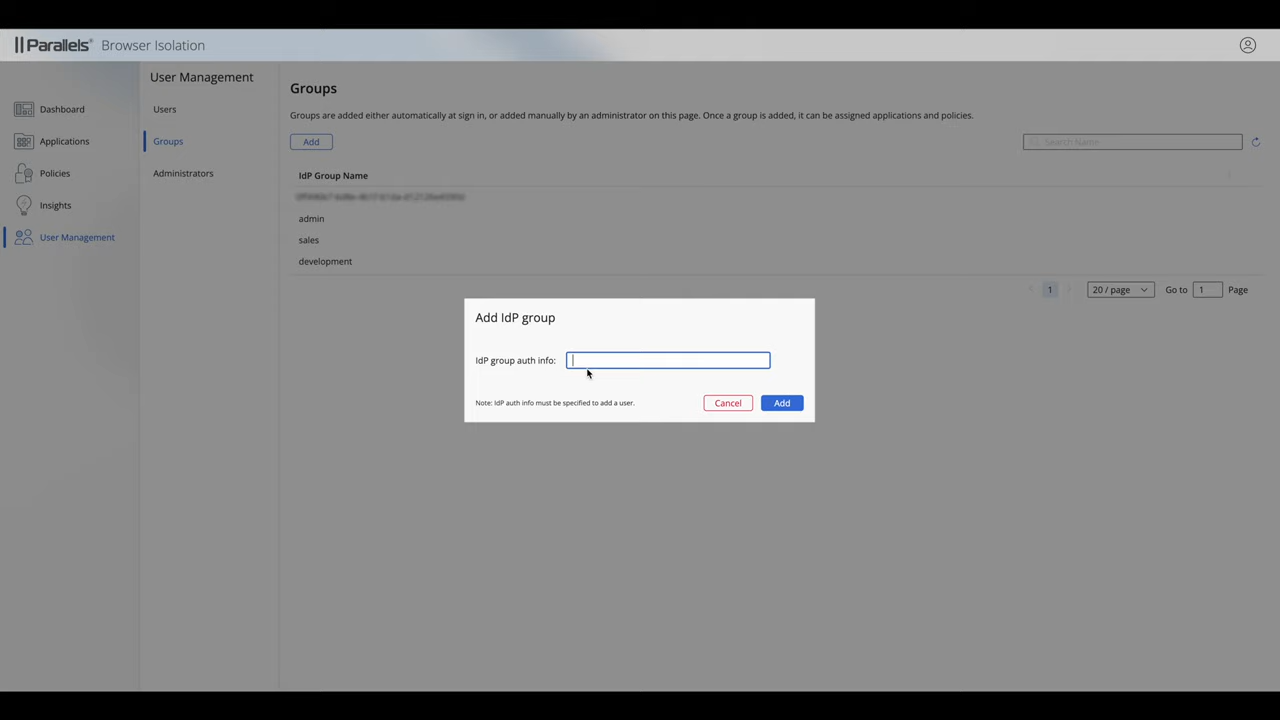 Parallels® Browser Isolation
User Management
Dashboard
Applications
Policies
Insights
User Management
Users
Groups
Administrators
Groups
Groups are added either automatically at sign in, or added manually by an administrator on this page. Once a group is added, it can be assigned applications and policies.
Add
Search Name
IdP Group Name
admin
sales
development
1
20 / page
Go to 1 Page
Add IdP group
IdP group auth info:
Note: IdP auth info must be specified to add a user.
Cancel
Add